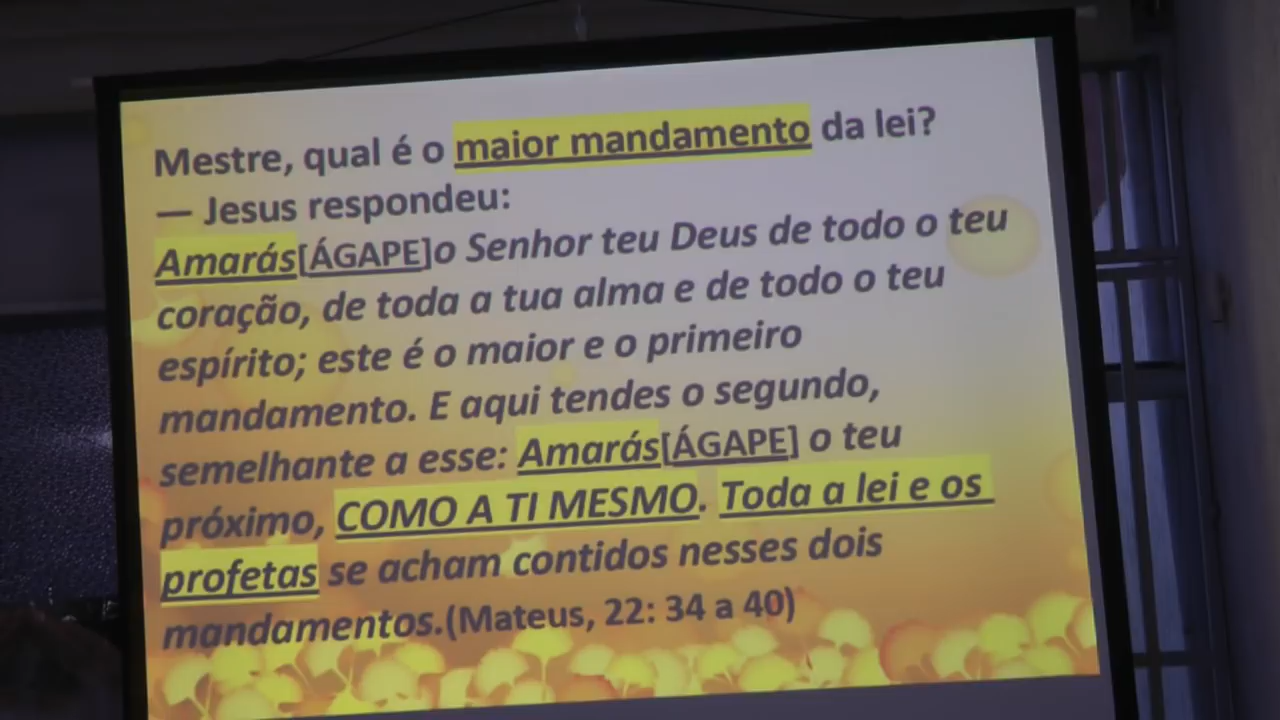 Mestre, qual é o maior mandamento da lei?
— Jesus respondeu:
Amarás[ÁGAPE]o Senhor teu Deus de todo o teu
coração, de toda a tua alma e de todo o teu
espírito; este é o maior e o primeiro
mandamento. E aqui tendes o segundo,
semelhante a esse: Amarás[ÁGAPE] o teu
próximo, COMO A TI MESMO. Toda a lei e os
profetas se acham contidos nesses dois
mandamentos.(Mateus, 22: 34 a 40)